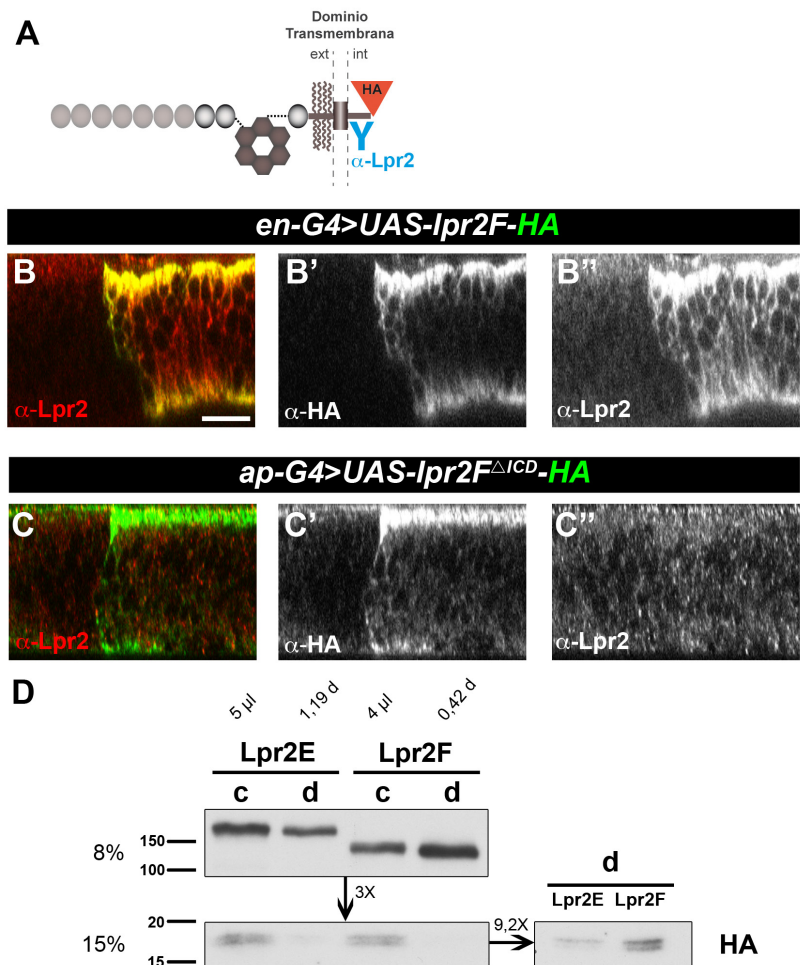 A
Dominio
Transmembrana
ext int
HA
Y
α-Lpr2
en-G4>UAS-lpr2F-HA
B
α-Lpr2
B'
α-HA
B''
α-Lpr2
ap-G4>UAS-lpr2F△ICD-HA
C
α-Lpr2
C'
α-HA
C''
α-Lpr2
D
5 µl 1,19 d 4 µl 0,42 d
Lpr2E Lpr2F
c d c d
8%
150
100
3X
d
Lpr2E Lpr2F
15%
20
15
9,2X
HA